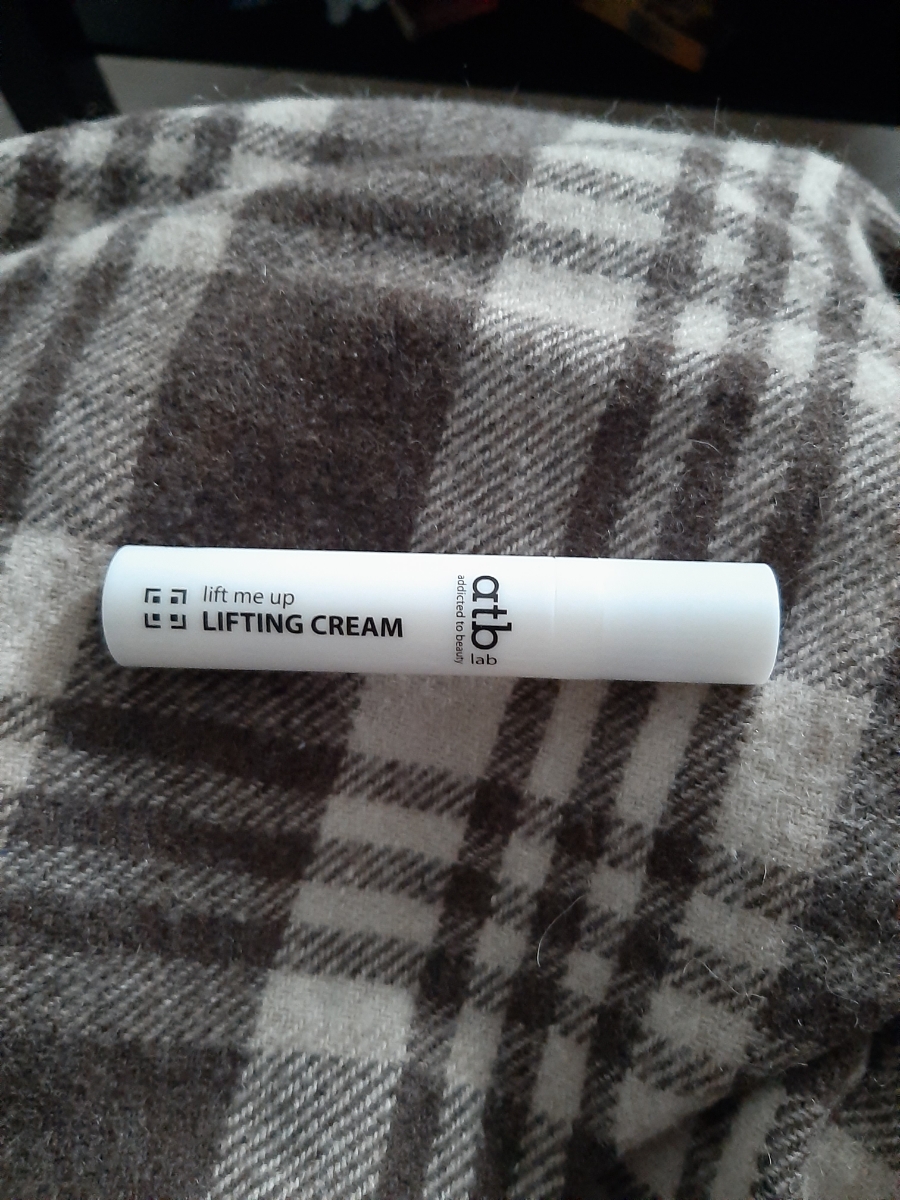 lift me up
LIFTING CREAM
atb
lab
addicted to beauty